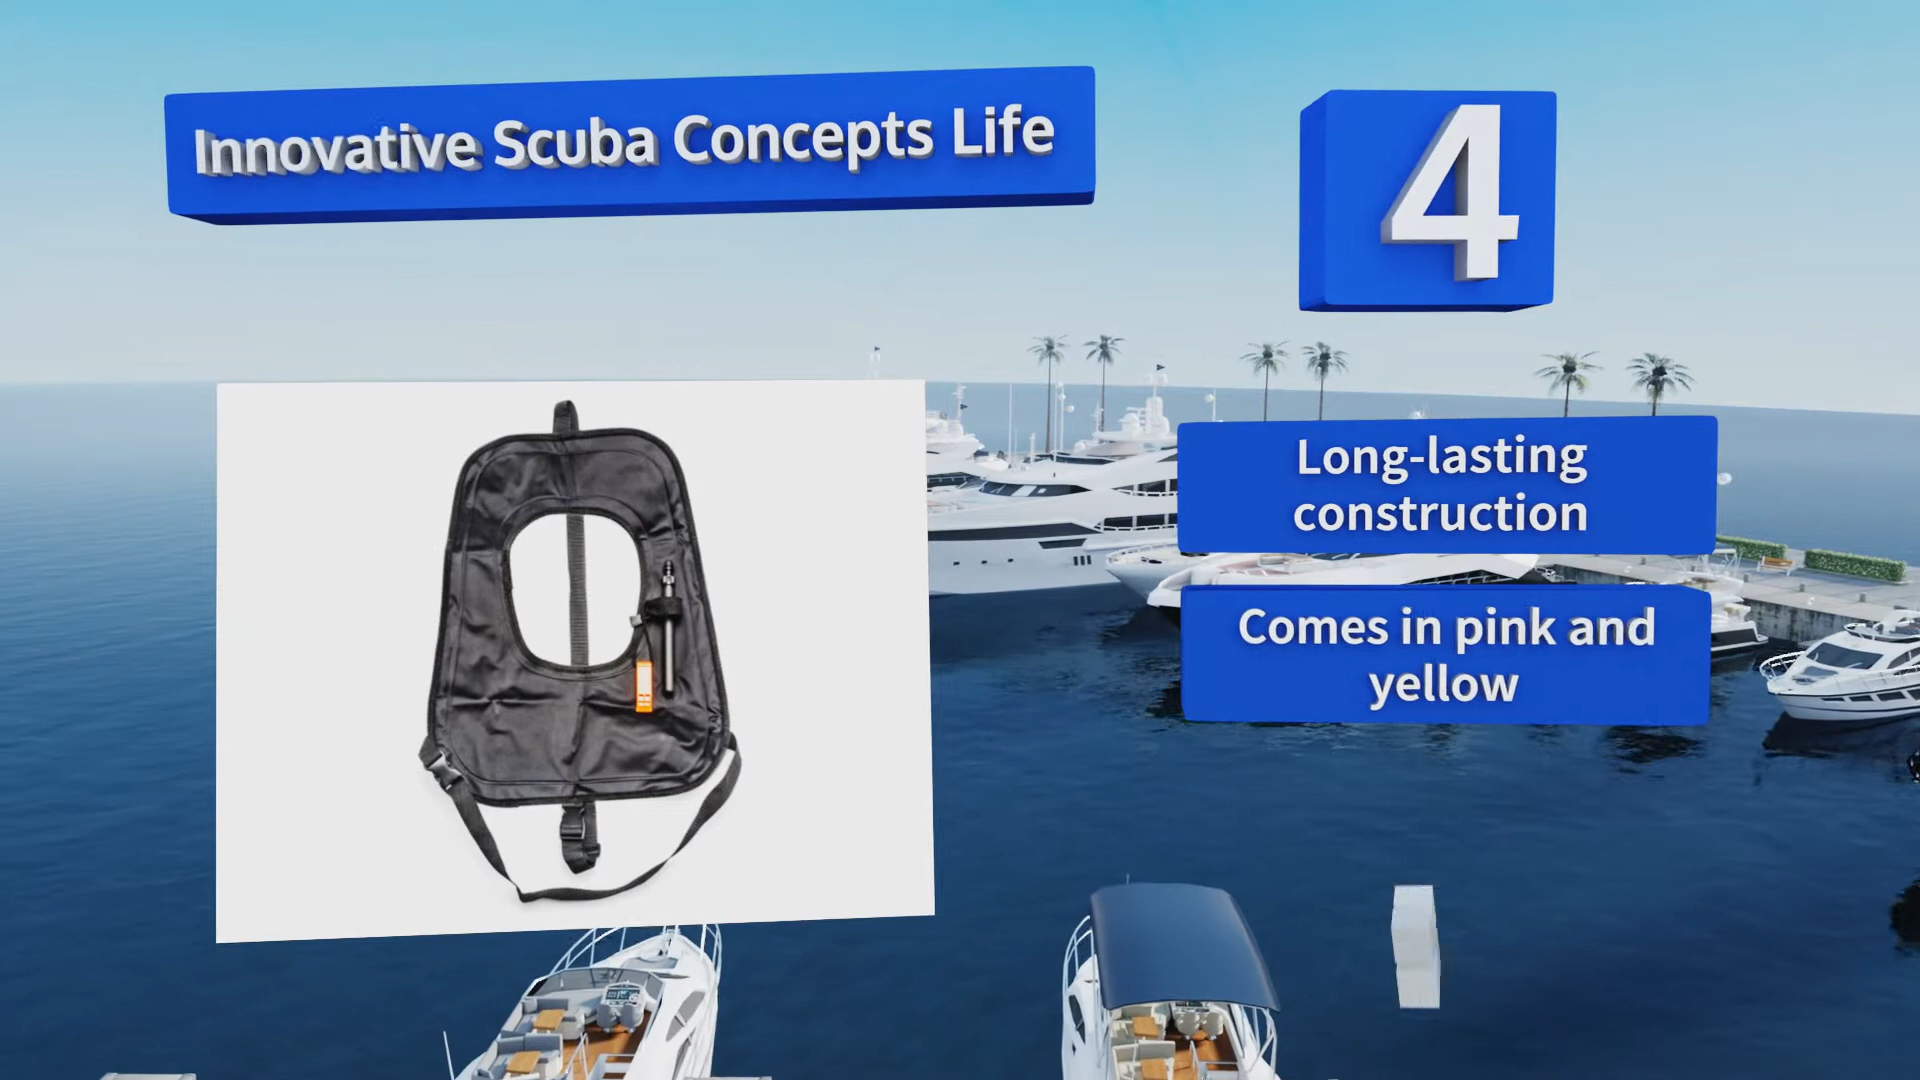 Innovative Scuba Concepts Life
4
Long-lasting
construction
Comes in pink and
yellow